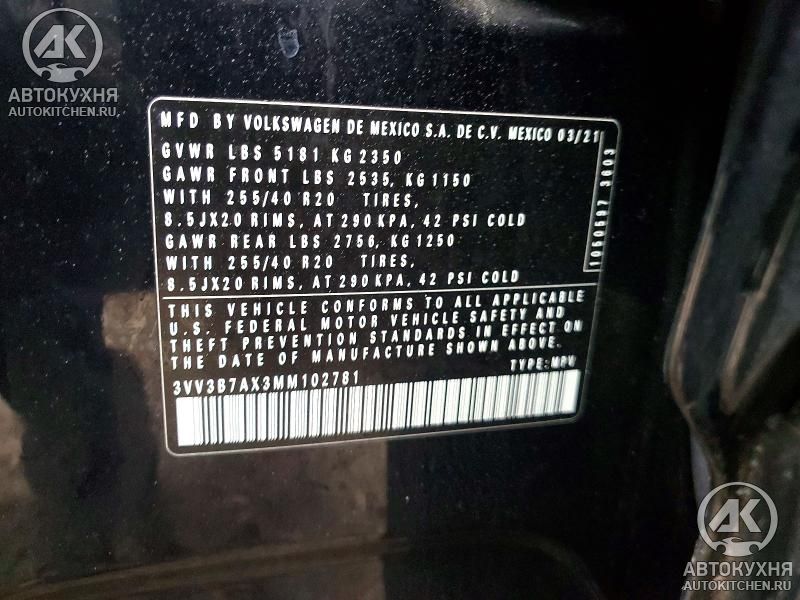 АК
АВТОКУХНЯ
AUTOKITCHEN.RU
MFD BY VOLKSWAGEN DE MEXICO S.A. DE C.V. MEXICO 03/21
GVWR LBS 5181 KG 2350
GAWR FRONT LBS 2535, KG 1150
WITH 255/40 R20 TIRES,
8.5JX20 RIMS, AT 290 KPA, 42 PSI COLD
GAWR REAR LBS 2756, KG 1250
WITH 255/40 R20 TIRES,
8.5JX20 RIMS, AT 290 KPA, 42 PSI COLD
1050597 3603
THIS VEHICLE CONFORMS TO ALL APPLICABLE
U.S. FEDERAL MOTOR VEHICLE SAFETY AND
THEFT PREVENTION STANDARDS IN EFFECT ON
THE DATE OF MANUFACTURE SHOWN ABOVE.
TYPE: MPV
3VV3B7AX3MM102781
АК
АВТОКУХНЯ
AUTOKITCHEN.RU